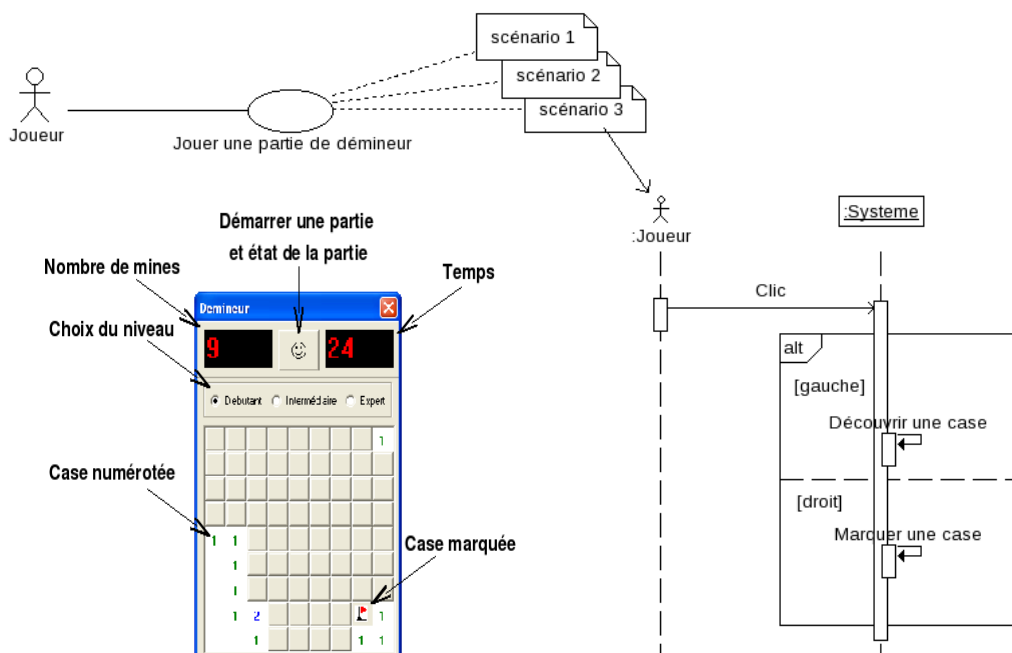 scénario 1
scénario 2
scénario 3
Joueur
Jouer une partie de démineur
:Joueur
:Systeme
Démarrer une partie
et état de la partie
Nombre de mines
Temps
Choix du niveau
Demineur
9
24
Debutant Intermédiaire Expert
Clic
alt
[gauche]
Découvrir une case
[droit]
Marquer une case
Case numérotée
Case marquée
1
1 1
1
1
1 2 1
1 1 1